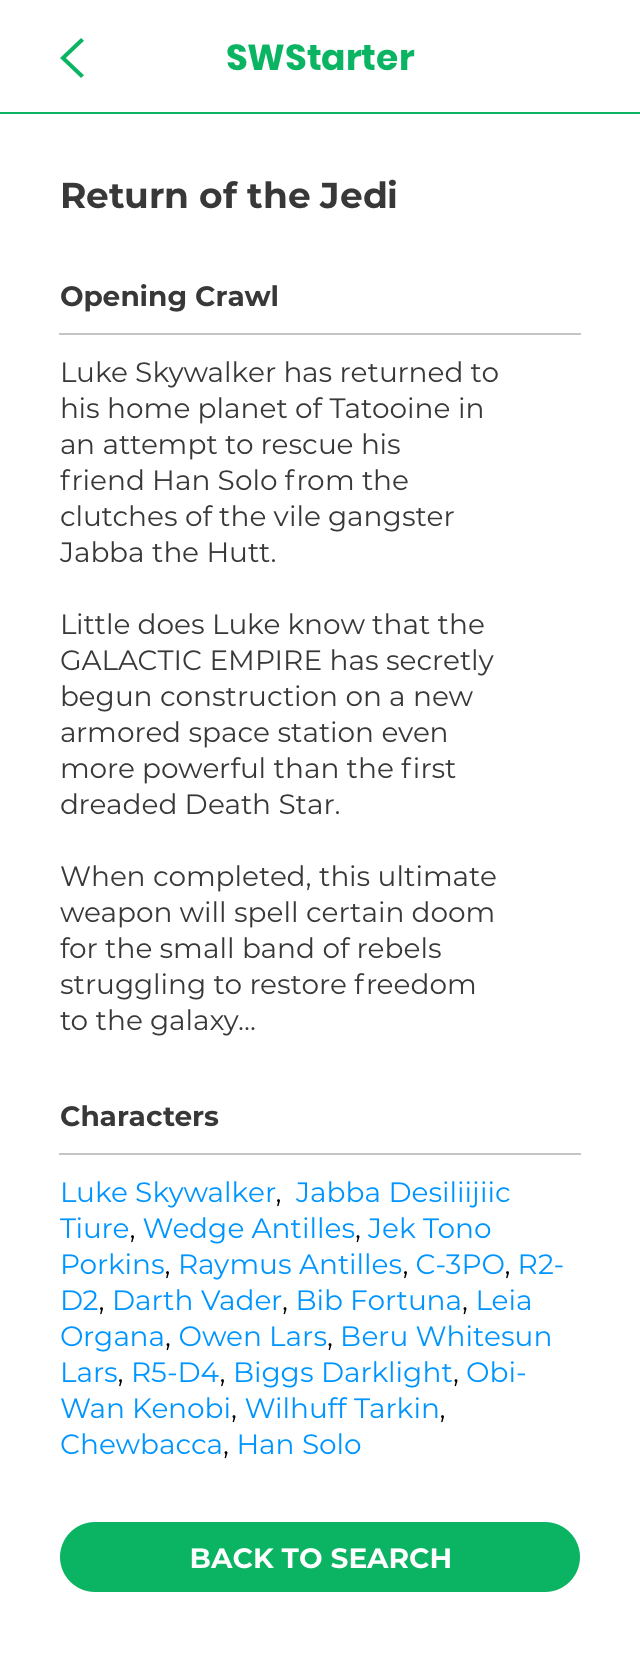 SWStarter
Return of the Jedi
Opening Crawl
Luke Skywalker has returned to
his home planet of Tatooine in
an attempt to rescue his
friend Han Solo from the
clutches of the vile gangster
Jabba the Hutt.
Little does Luke know that the
GALACTIC EMPIRE has secretly
begun construction on a new
armored space station even
more powerful than the first
dreaded Death Star.
When completed, this ultimate
weapon will spell certain doom
for the small band of rebels
struggling to restore freedom
to the galaxy...
Characters
Luke Skywalker,  Jabba Desiliijiic
Tiure, Wedge Antilles, Jek Tono
Porkins, Raymus Antilles, C-3PO, R2-
D2, Darth Vader, Bib Fortuna, Leia
Organa, Owen Lars, Beru Whitesun
Lars, R5-D4, Biggs Darklight, Obi-
Wan Kenobi, Wilhuff Tarkin,
Chewbacca, Han Solo
BACK TO SEARCH